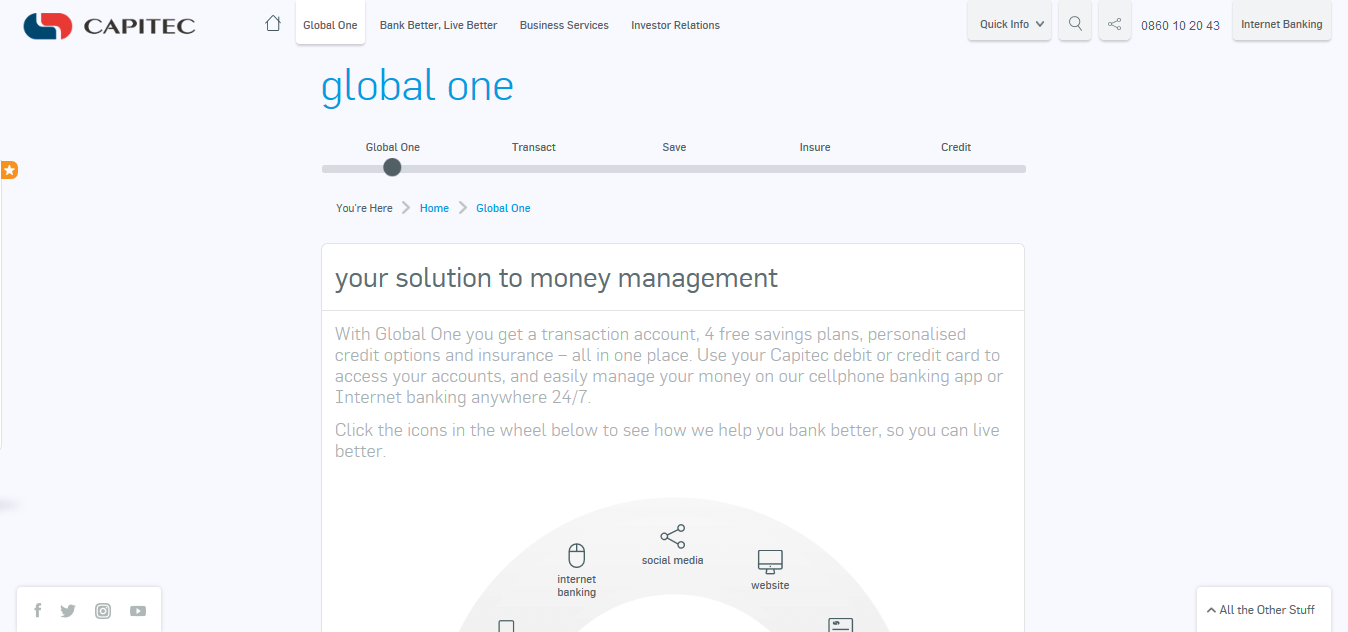 CAPITEC
Global One
Bank Better, Live Better
Business Services
Investor Relations
Quick Info
0860 10 20 43
Internet Banking
global one
Global One
Transact
Save
Insure
Credit
You're Here
Home
Global One
your solution to money management
With Global One you get a transaction account, 4 free savings plans, personalised
credit options and insurance – all in one place. Use your Capitec debit or credit card to
access your accounts, and easily manage your money on our cellphone banking app or
Internet banking anywhere 24/7.
Click the icons in the wheel below to see how we help you bank better, so you can live
better.
social media
internet
banking
website
All the Other Stuff